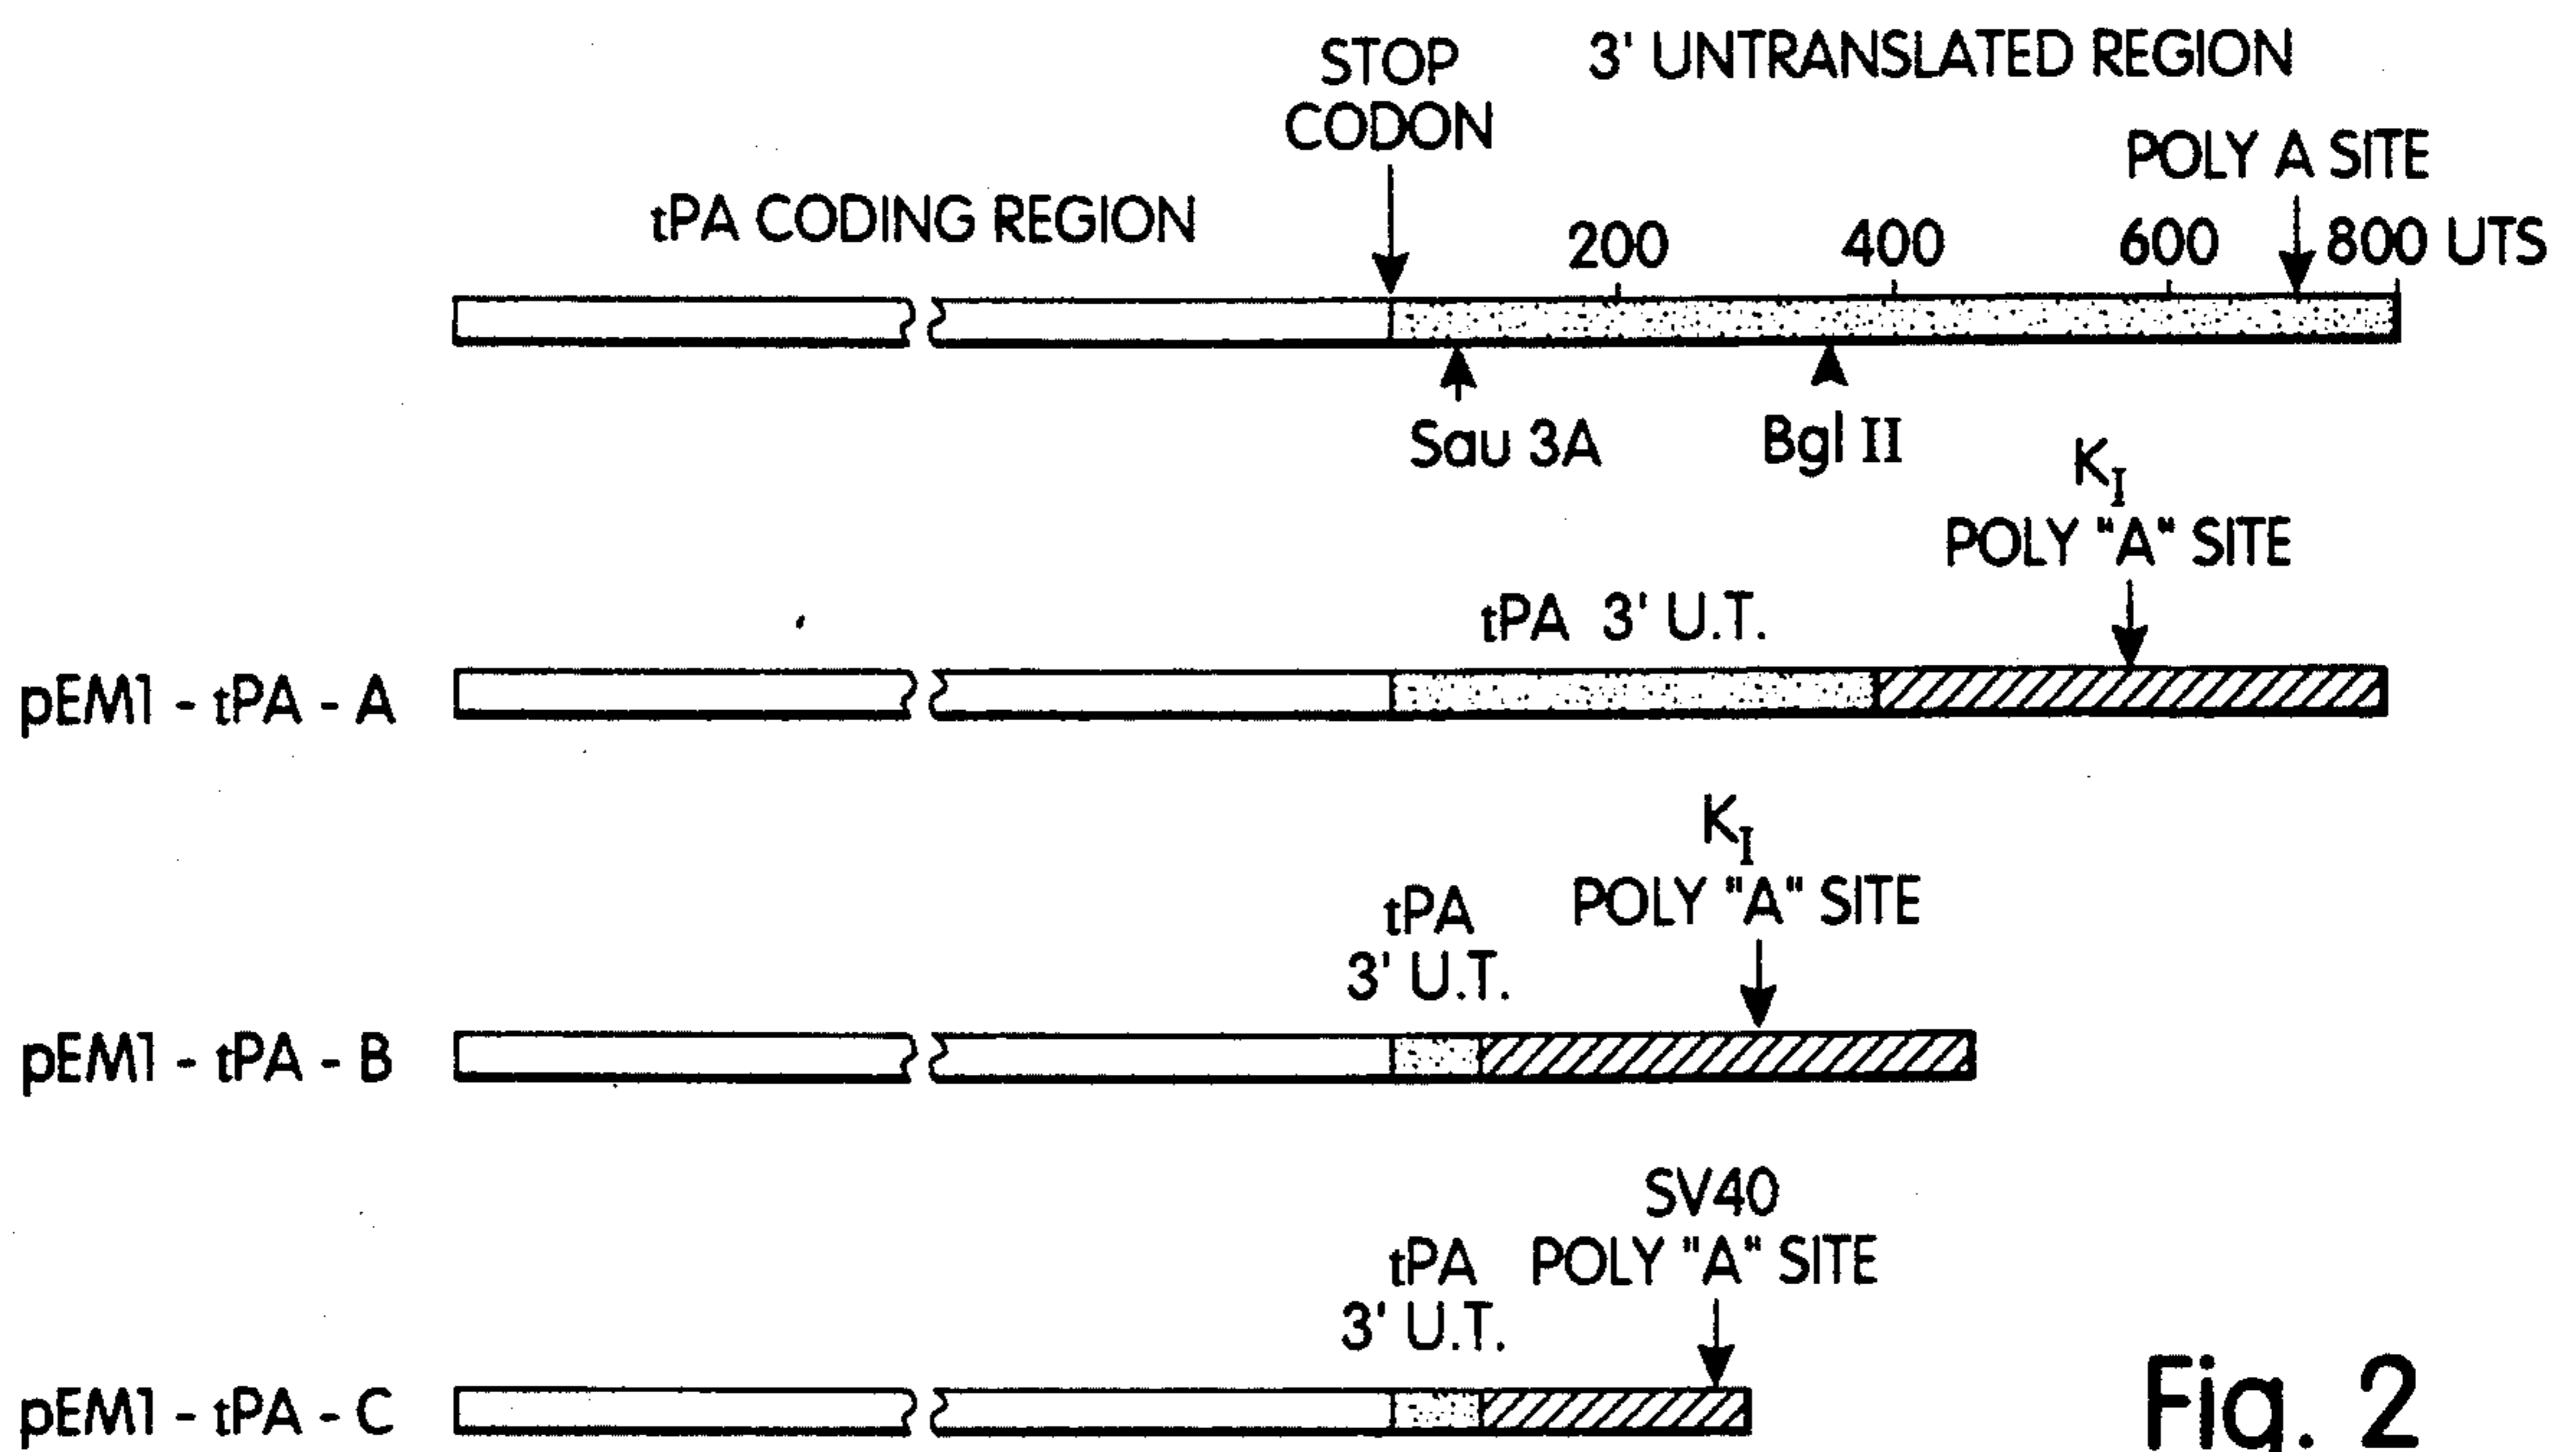 STOP
CODON
3' UNTRANSLATED REGION
POLY A SITE
tPA CODING REGION
200 400 600 800 UTS
Sau 3A
Bgl II
K_I
POLY "A" SITE
tPA 3' U.T.
pEM1 - tPA - A
K_I
POLY "A" SITE
tPA
3' U.T.
pEM1 - tPA - B
SV40
POLY "A" SITE
tPA
3' U.T.
pEM1 - tPA - C
Fig. 2